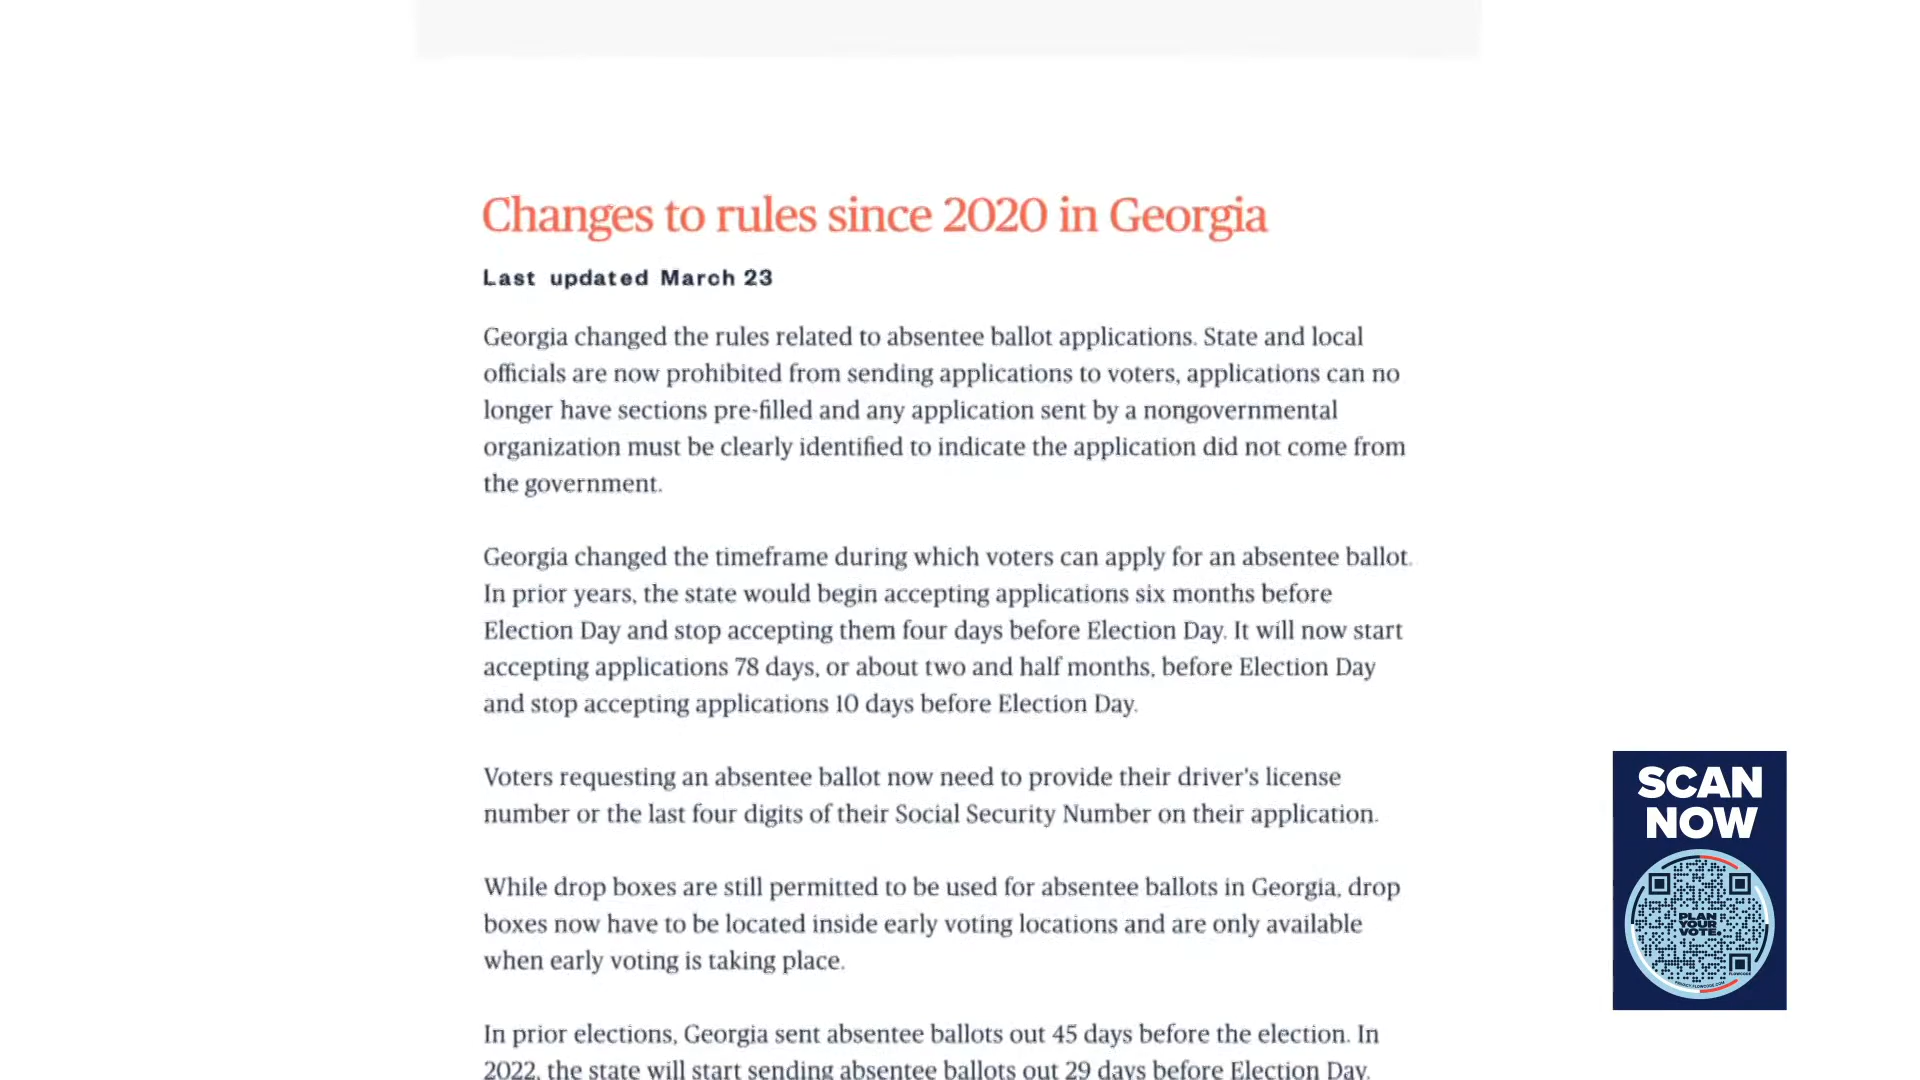 Changes to rules since 2020 in Georgia
Last updated March 23
Georgia changed the rules related to absentee ballot applications. State and local
officials are now prohibited from sending applications to voters, applications can no
longer have sections pre-filled and any application sent by a nongovernmental
organization must be clearly identified to indicate the application did not come from
the government.
Georgia changed the timeframe during which voters can apply for an absentee ballot.
In prior years, the state would begin accepting applications six months before
Election Day and stop accepting them four days before Election Day. It will now start
accepting applications 78 days, or about two and half months, before Election Day
and stop accepting applications 10 days before Election Day.
Voters requesting an absentee ballot now need to provide their driver's license
number or the last four digits of their Social Security Number on their application.
While drop boxes are still permitted to be used for absentee ballots in Georgia, drop
boxes now have to be located inside early voting locations and are only available
when early voting is taking place.
In prior elections, Georgia sent absentee ballots out 45 days before the election. In
2022, the state will start sending absentee ballots out 29 days before Election Day.
SCAN
NOW
PLAN
YOUR
VOTE.
FLOWCODE
PRIVACY.FLOWCODE.COM